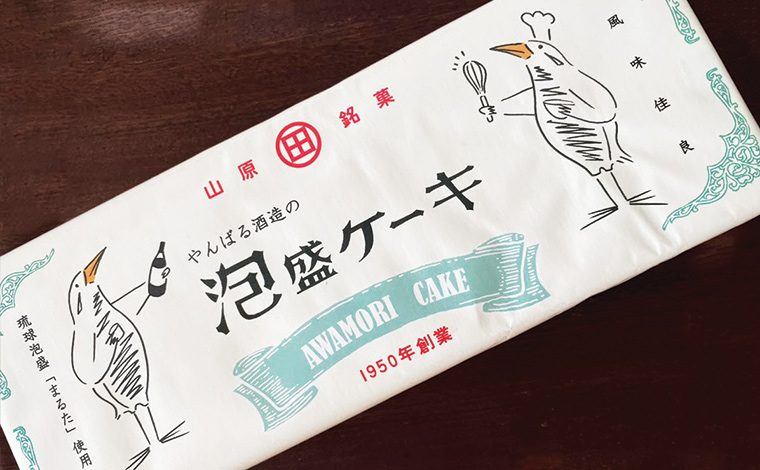 風味佳良
山原 田 銘菓
やんばる酒造の
泡盛ケーキ
AWAMORI CAKE
1950年創業
琉球泡盛「まるた」使用